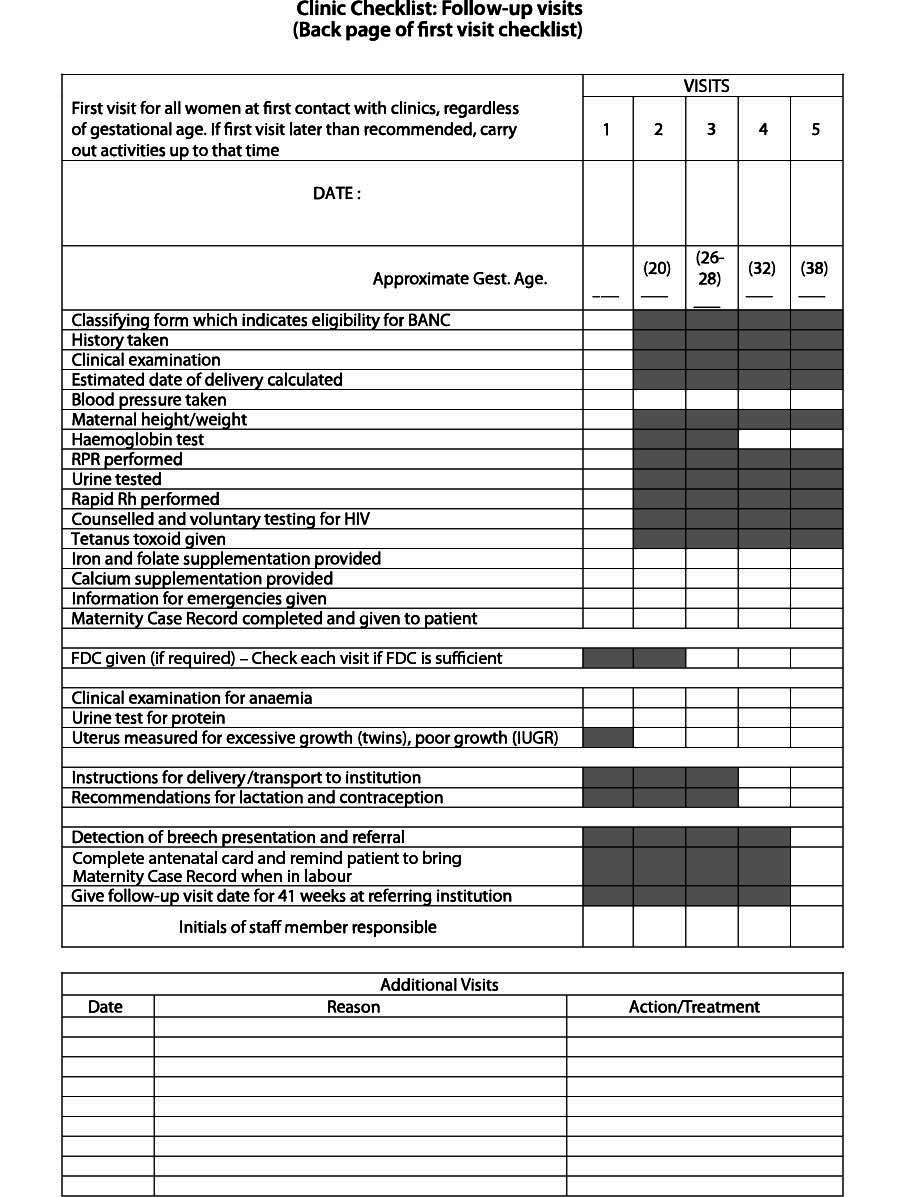 Clinic Checklist: Follow-up visits
(Back page of first visit checklist)
VISITS
First visit for all women at first contact with clinics, regardless
of gestational age. If first visit later than recommended, carry
out activities up to that time
1 2 3 4 5
DATE :
Approximate Gest. Age.
___ (20) ___ (26-28) ___ (32) ___ (38) ___
Classifying form which indicates eligibility for BANC
History taken
Clinical examination
Estimated date of delivery calculated
Blood pressure taken
Maternal height/weight
Haemoglobin test
RPR performed
Urine tested
Rapid Rh performed
Counselled and voluntary testing for HIV
Tetanus toxoid given
Iron and folate supplementation provided
Calcium supplementation provided
Information for emergencies given
Maternity Case Record completed and given to patient
FDC given (if required) – Check each visit if FDC is sufficient
Clinical examination for anaemia
Urine test for protein
Uterus measured for excessive growth (twins), poor growth (IUGR)
Instructions for delivery/transport to institution
Recommendations for lactation and contraception
Detection of breech presentation and referral
Complete antenatal card and remind patient to bring
Maternity Case Record when in labour
Give follow-up visit date for 41 weeks at referring institution
Initials of staff member responsible
Additional Visits
Date Reason Action/Treatment